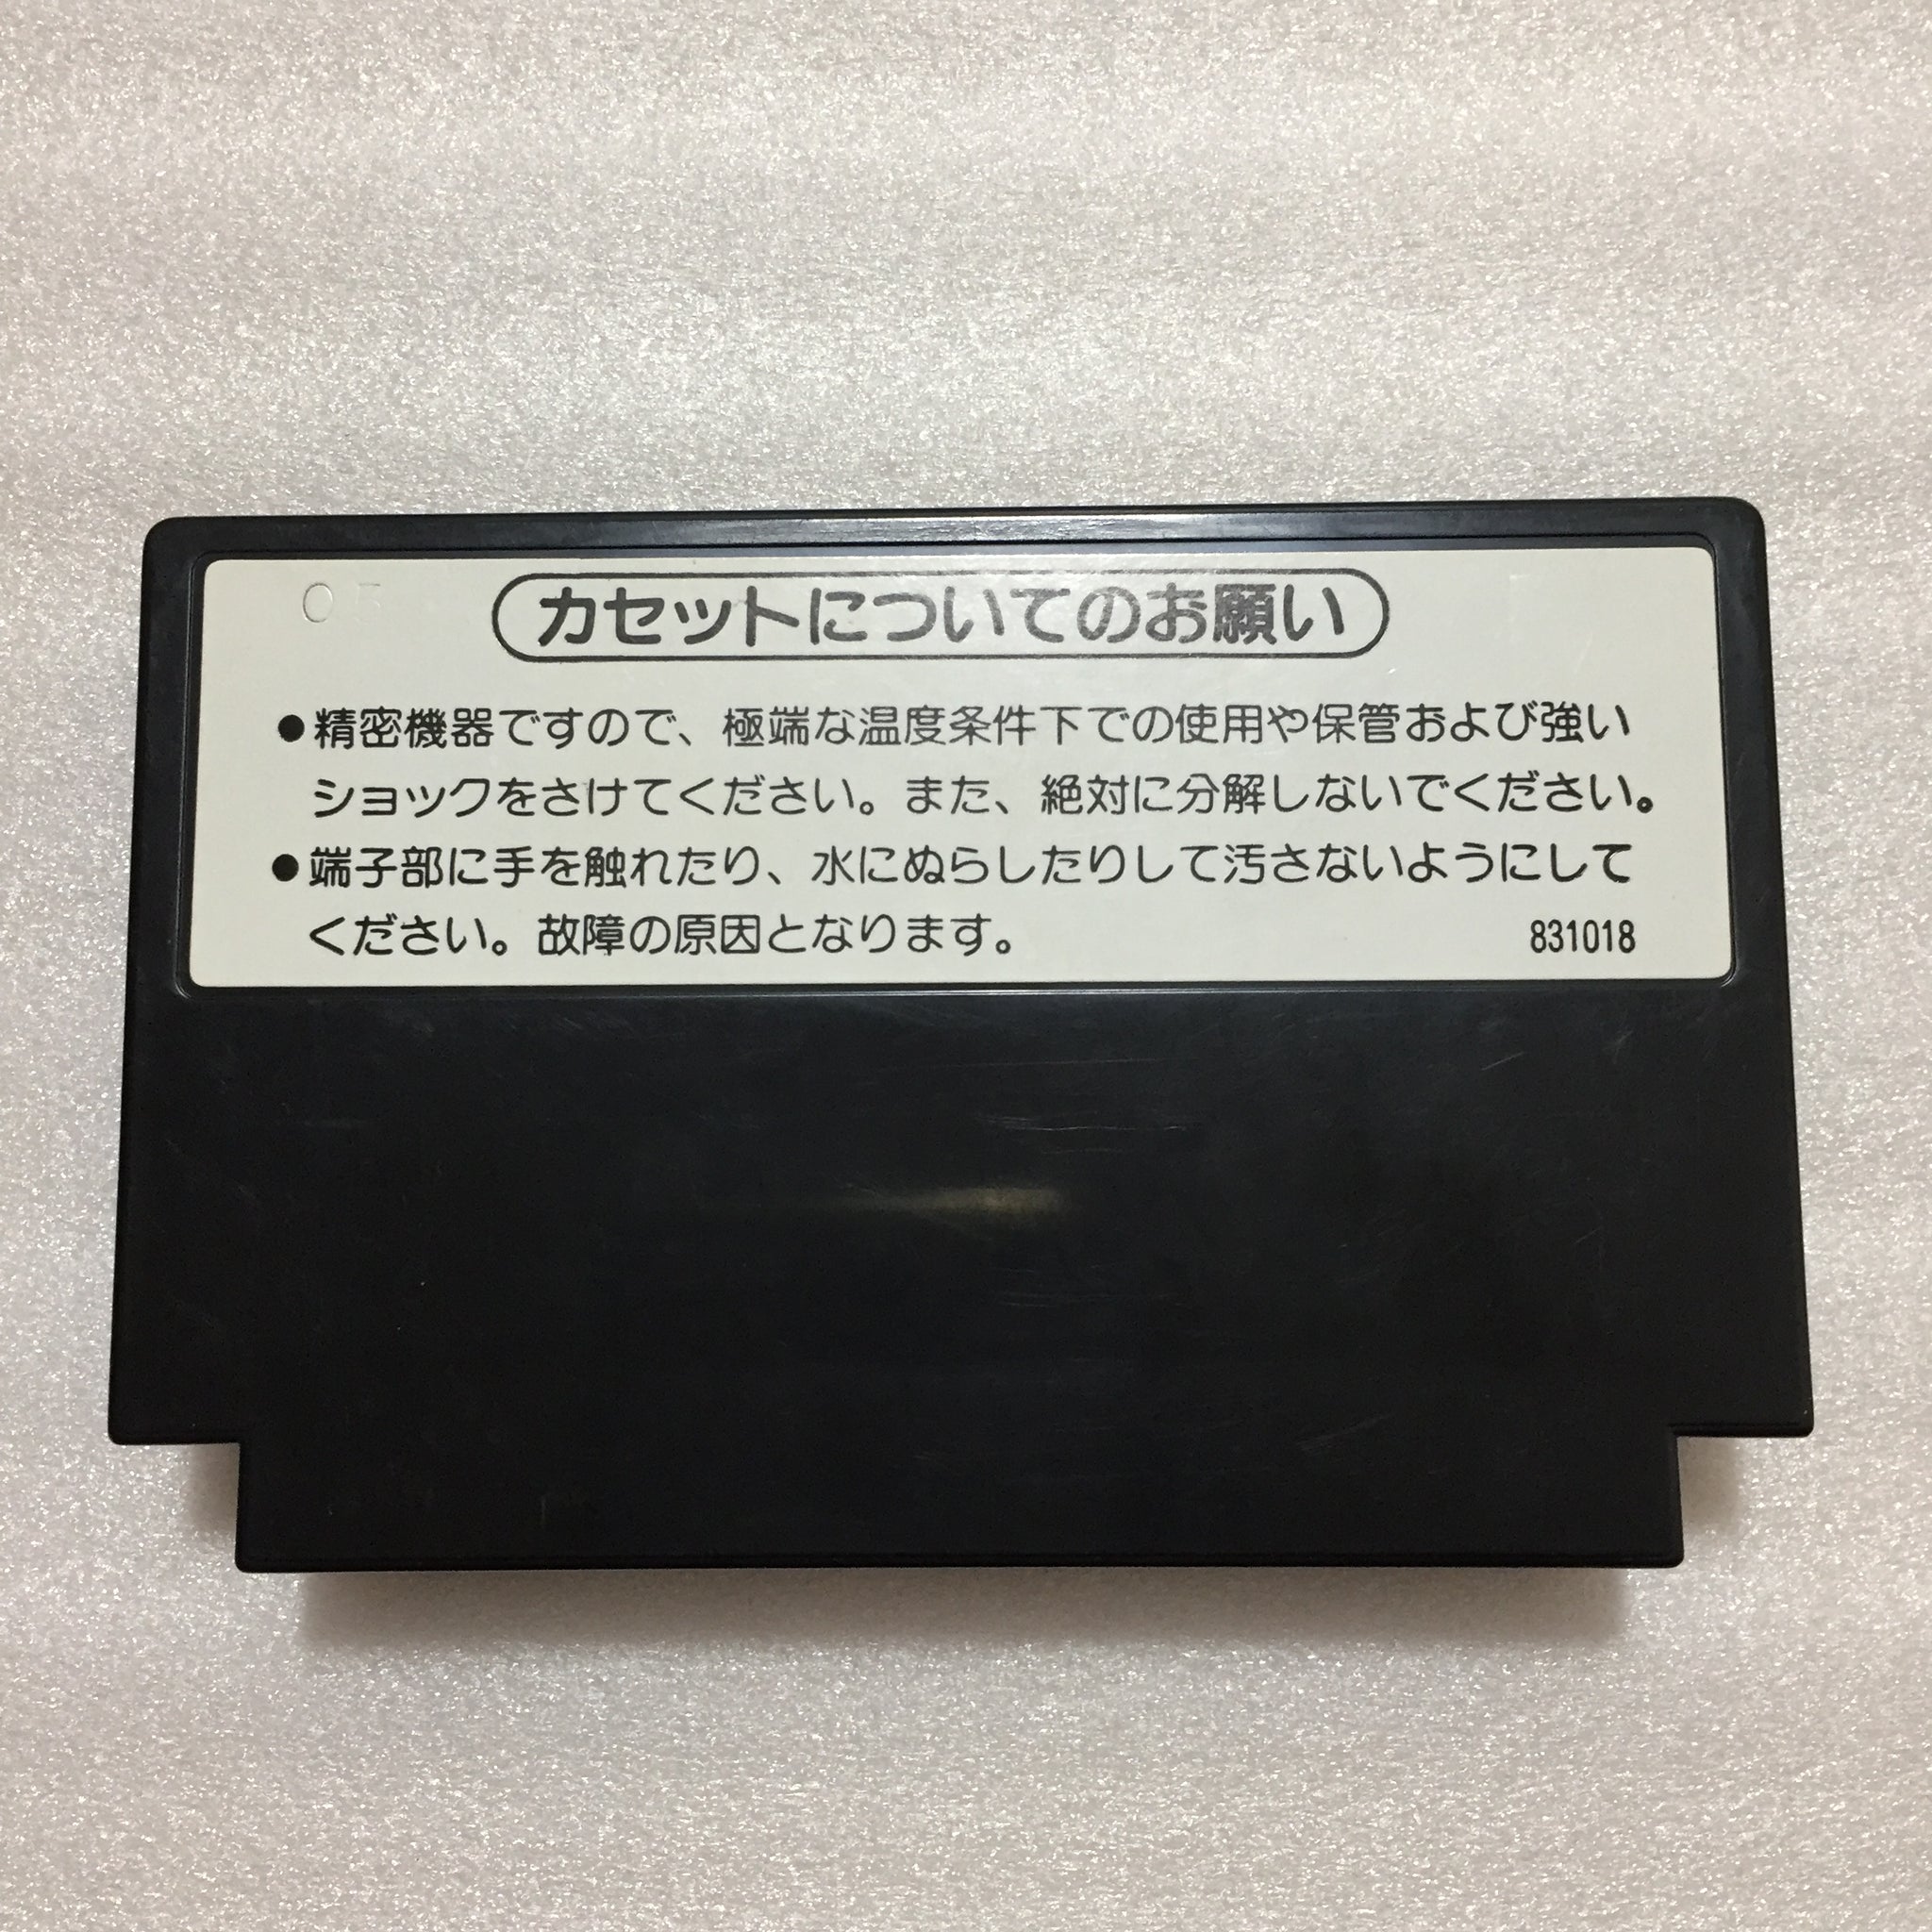 カセットについてのお願い
●精密機器ですので、極端な温度条件下での使用や保管および強い
ショックをさけてください。また、絶対に分解しないでください。
●端子部に手を触れたり、水にぬらしたりして汚さないようにして
ください。故障の原因となります。
831018